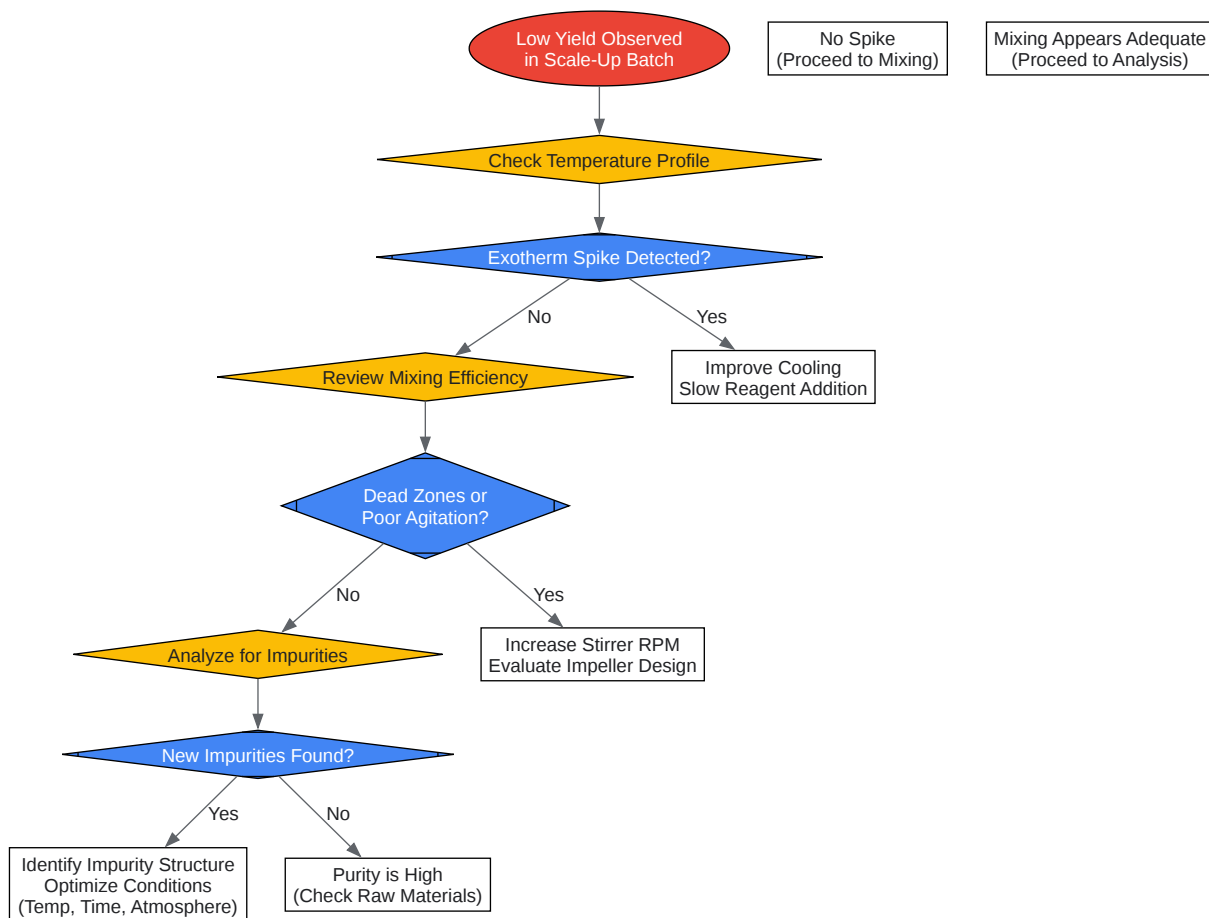 Low Yield Observed
in Scale-Up Batch
No Spike
(Proceed to Mixing)
Mixing Appears Adequate
(Proceed to Analysis)
Check Temperature Profile
Exotherm Spike Detected?
No
Yes
Review Mixing Efficiency
Improve Cooling
Slow Reagent Addition
Dead Zones or
Poor Agitation?
No
Yes
Analyze for Impurities
Increase Stirrer RPM
Evaluate Impeller Design
New Impurities Found?
Yes
No
Identify Impurity Structure
Optimize Conditions
(Temp, Time, Atmosphere)
Purity is High
(Check Raw Materials)